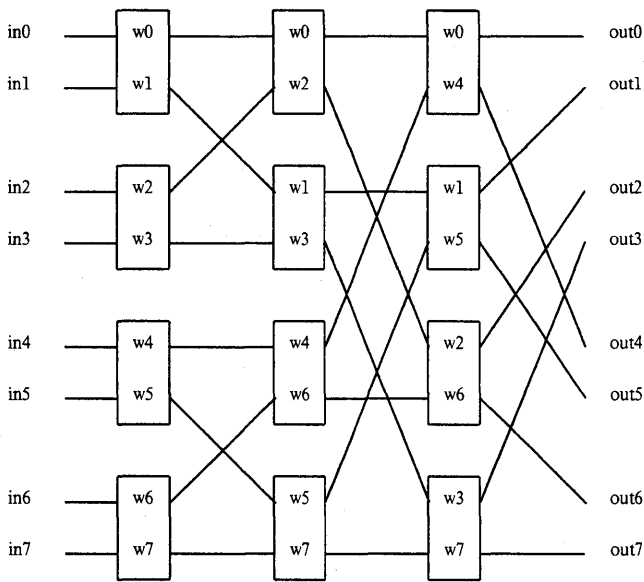 in0 w0 w0 w0 out0
in1 w1 w2 w4 out1
in2 w2 w1 w1 out2
in3 w3 w3 w5 out3
in4 w4 w4 w2 out4
in5 w5 w6 w6 out5
in6 w6 w5 w3 out6
in7 w7 w7 w7 out7